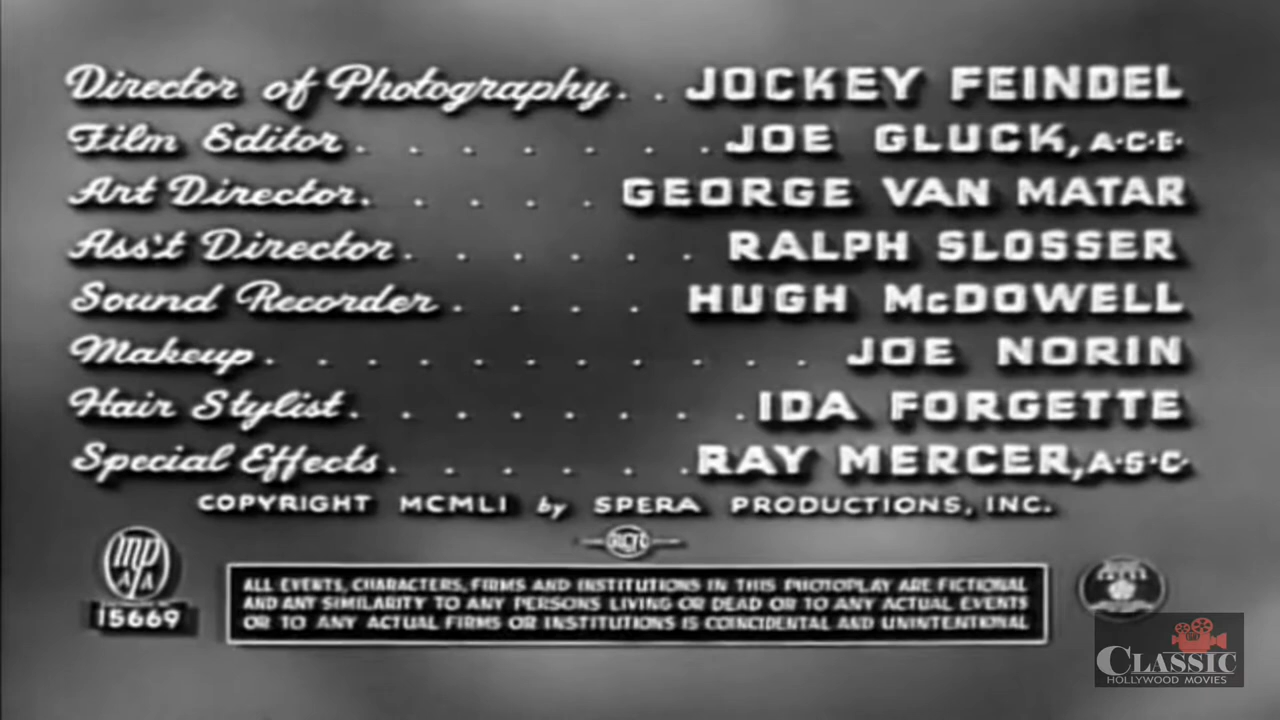 Director of Photography. . . JOCKEY FEINDEL
Film Editor. . . . . . . JOE GLUCK, A·C·E·
Art Director. . . . . GEORGE VAN MATAR
Ass't Director. . . . . . RALPH SLOSSER
Sound Recorder. . . . HUGH McDOWELL
Makeup. . . . . . . . . . . JOE NORIN
Hair Stylist. . . . . . . . IDA FORGETTE
Special Effects. . . . . . RAY MERCER, A·S·C·
COPYRIGHT MCMLI by SPERA PRODUCTIONS, INC.
RCA
15669
ALL EVENTS, CHARACTERS, FIRMS AND INSTITUTIONS IN THIS PHOTOPLAY ARE FICTIONAL
AND ANY SIMILARITY TO ANY PERSONS LIVING OR DEAD OR TO ANY ACTUAL EVENTS
OR TO ANY ACTUAL FIRMS OR INSTITUTIONS IS COINCIDENTAL AND UNINTENTIONAL
CLASSIC
HOLLYWOOD MOVIES